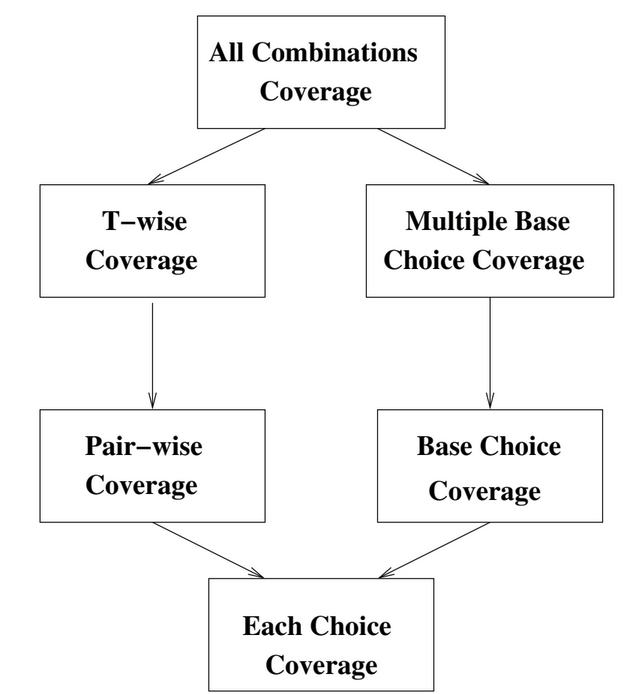 All Combinations
Coverage
T−wise
Coverage
Multiple Base
Choice Coverage
Pair−wise
Coverage
Base Choice
Coverage
Each Choice
Coverage